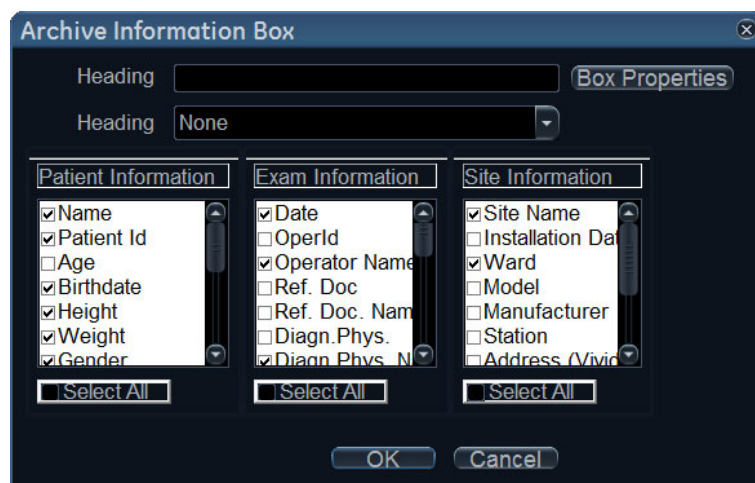 Archive Information Box
Heading
Box Properties
Heading None
Patient Information
Name
Patient Id
Age
Birthdate
Height
Weight
Gender
Select All
Exam Information
Date
OperId
Operator Name
Ref. Doc
Ref. Doc. Nam
Diagn.Phys.
Diagn Phys. N
Select All
Site Information
Site Name
Installation Dat
Ward
Model
Manufacturer
Station
Address (Vivid
Select All
OK
Cancel